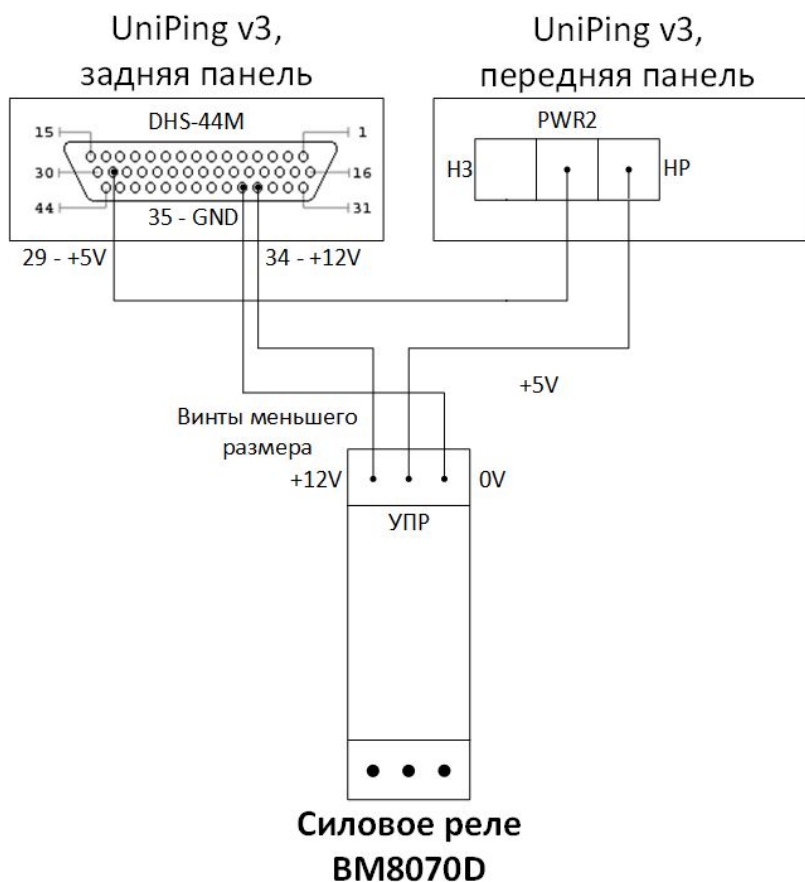 UniPing v3,
задняя панель
UniPing v3,
передняя панель
DHS-44M
15
1
30
16
44
31
35 - GND
29 - +5V
34 - +12V
PWR2
НЗ
НР
+5V
Винты меньшего
размера
+12V
0V
УПР
Силовое реле
BM8070D